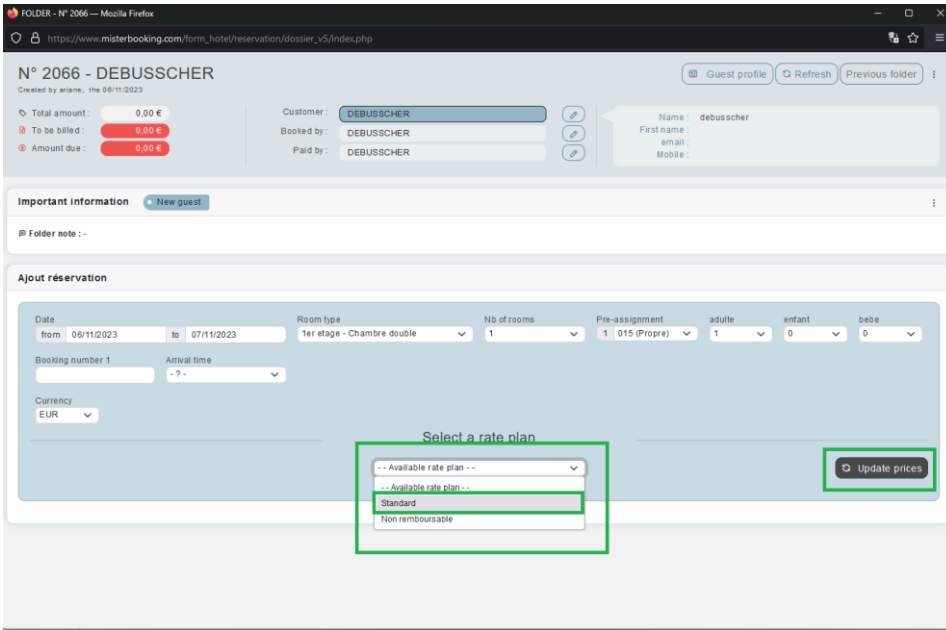 FOLDER - N° 2066 — Mozilla Firefox
https://www.misterbooking.com/form_hotel/reservation/dossier_v5/index.php
N° 2066 - DEBUSSCHER
Guest profile Refresh Previous folder
Created by ariane, the 06/11/2023
Total amount : 0,00 €
To be billed : 0,00 €
Amount due : 0,00 €
Customer : DEBUSSCHER
Booked by : DEBUSSCHER
Paid by : DEBUSSCHER
Name : debusscher
First name :
email :
Mobile :
Important information New guest
Folder note : -
Ajout réservation
Date Room type Nb of rooms Pre-assignment adulte enfant bebe
from 06/11/2023 to 07/11/2023 1er etage - Chambre double 1 1 015 (Propre) 1 0 0
Booking number 1 Arrival time
- ? -
Currency
EUR
Select a rate plan
- - Available rate plan - -
Update prices
- - Available rate plan - -
Standard
Non remboursable